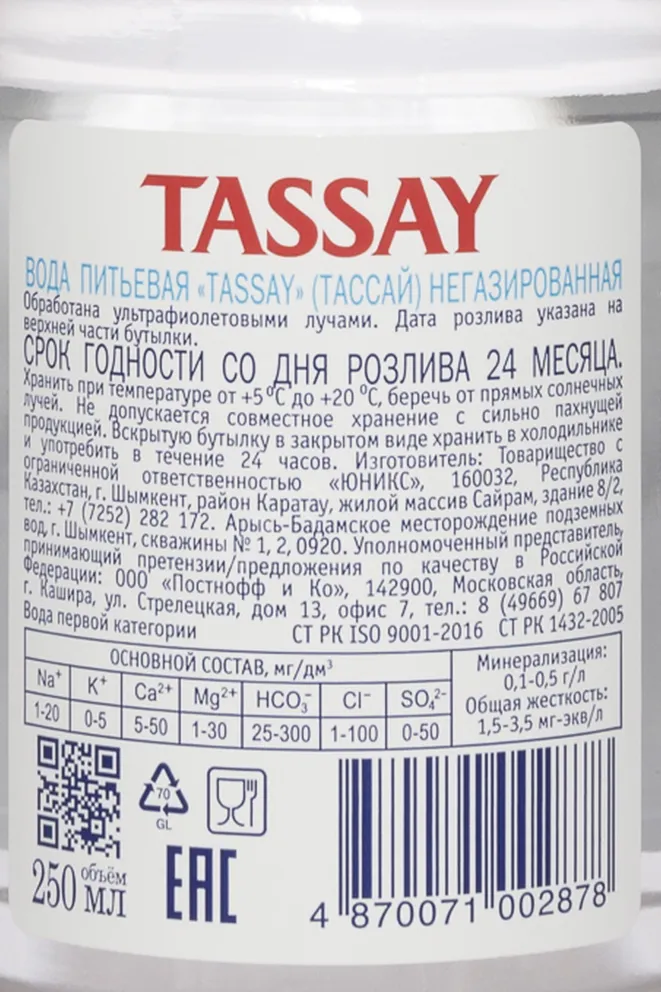 TASSAY
ВОДА ПИТЬЕВАЯ «TASSAY» (ТАССАЙ) НЕГАЗИРОВАННАЯ
Обработана ультрафиолетовыми лучами. Дата розлива указана на
верхней части бутылки.
СРОК ГОДНОСТИ СО ДНЯ РОЗЛИВА 24 МЕСЯЦА.
Хранить при температуре от +5 °С до +20 °С, беречь от прямых солнечных
лучей. Не допускается совместное хранение с сильно пахнущей
продукцией. Вскрытую бутылку в закрытом виде хранить в холодильнике
и употребить в течение 24 часов. Изготовитель: Товарищество с
ограниченной ответственностью «ЮНИКС», 160032, Республика
Казахстан, г. Шымкент, район Каратау, жилой массив Сайрам, здание 8/2,
тел.: +7 (7252) 282 172. Арысь-Бадамское месторождение подземных
вод, г. Шымкент, скважины № 1, 2, 0920. Уполномоченный представитель,
принимающий претензии/предложения по качеству в Российской
Федерации: ООО «Постнофф и Ко», 142900, Московская область,
г. Кашира, ул. Стрелецкая, дом 13, офис 7, тел.: 8 (49669) 67 807
Вода первой категории СТ РК ISO 9001-2016 СТ РК 1432-2005
ОСНОВНОЙ СОСТАВ, мг/дм³
Na⁺ K⁺ Ca²⁺ Mg²⁺ HCO₃⁻ Cl⁻ SO₄²⁻
1-20 0-5 5-50 1-30 25-300 1-100 0-50
Минерализация:
0,1-0,5 г/л
Общая жесткость:
1,5-3,5 мг-экв/л
70
GL
объём
250 мл
EAC
4 870071 002878